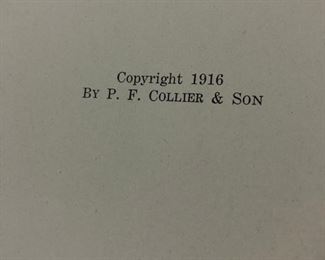 Copyright 1916
By P. F. Collier & Son